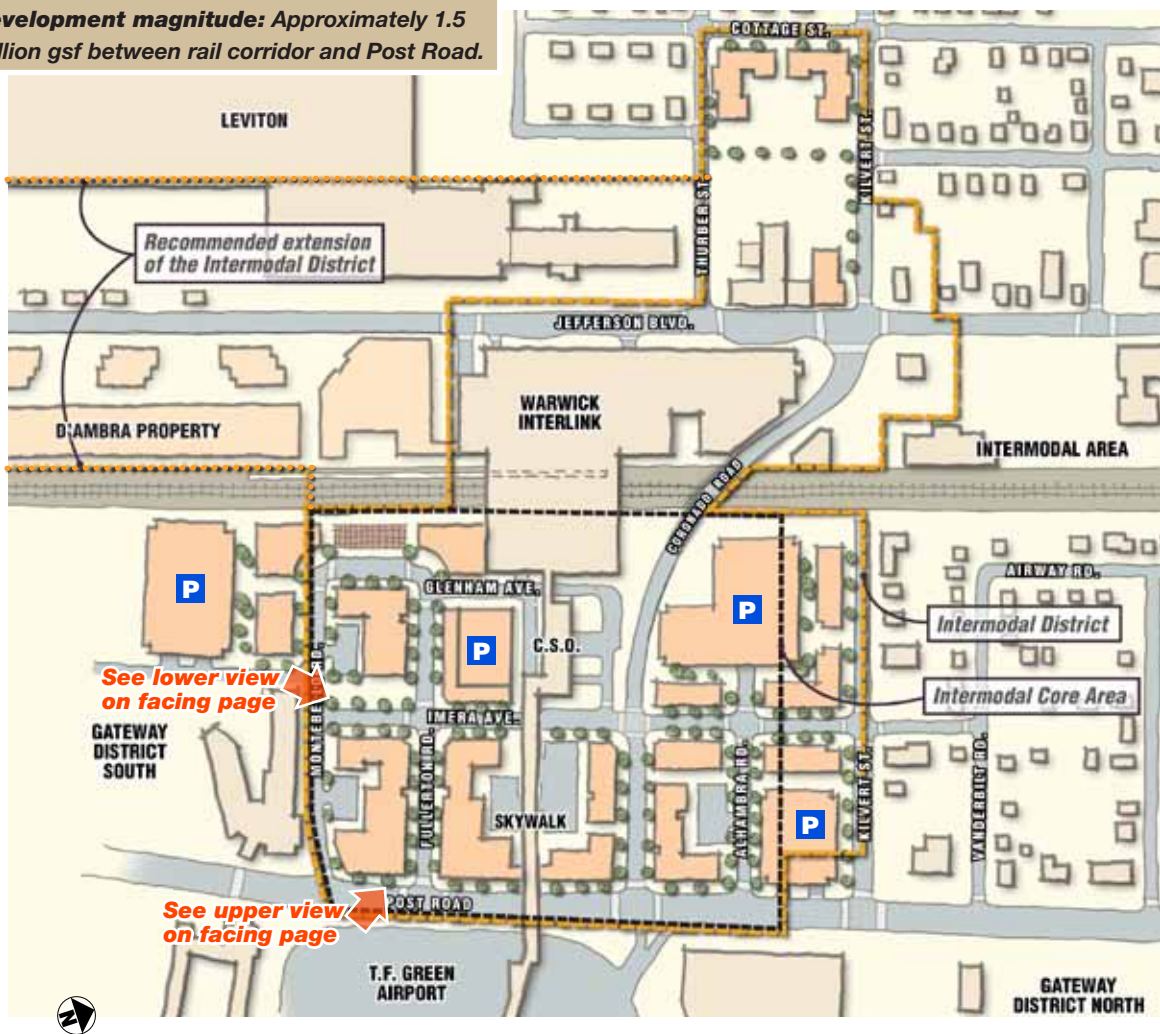 evelopment magnitude: Approximately 1.5
llion gsf between rail corridor and Post Road.
COTTAGE ST.
LEVITON
KILVERT ST.
THURBER ST.
Recommended extension
of the Intermodal District
JEFFERSON BLVD.
WARWICK
INTERLINK
D'AMBRA PROPERTY
INTERMODAL AREA
CORONADO ROAD
AIRWAY RD.
P
GLENHAM AVE.
P
Intermodal District
P
C.S.O.
See lower view
on facing page
Intermodal Core Area
MONTEBELLO RD.
IMERA AVE.
GATEWAY
DISTRICT
SOUTH
FULLERTON RD.
ALHAMBRA RD.
KILVERT ST.
VANDERBILT RD.
SKYWALK
P
POST ROAD
See upper view
on facing page
T.F. GREEN
AIRPORT
GATEWAY
DISTRICT NORTH
N